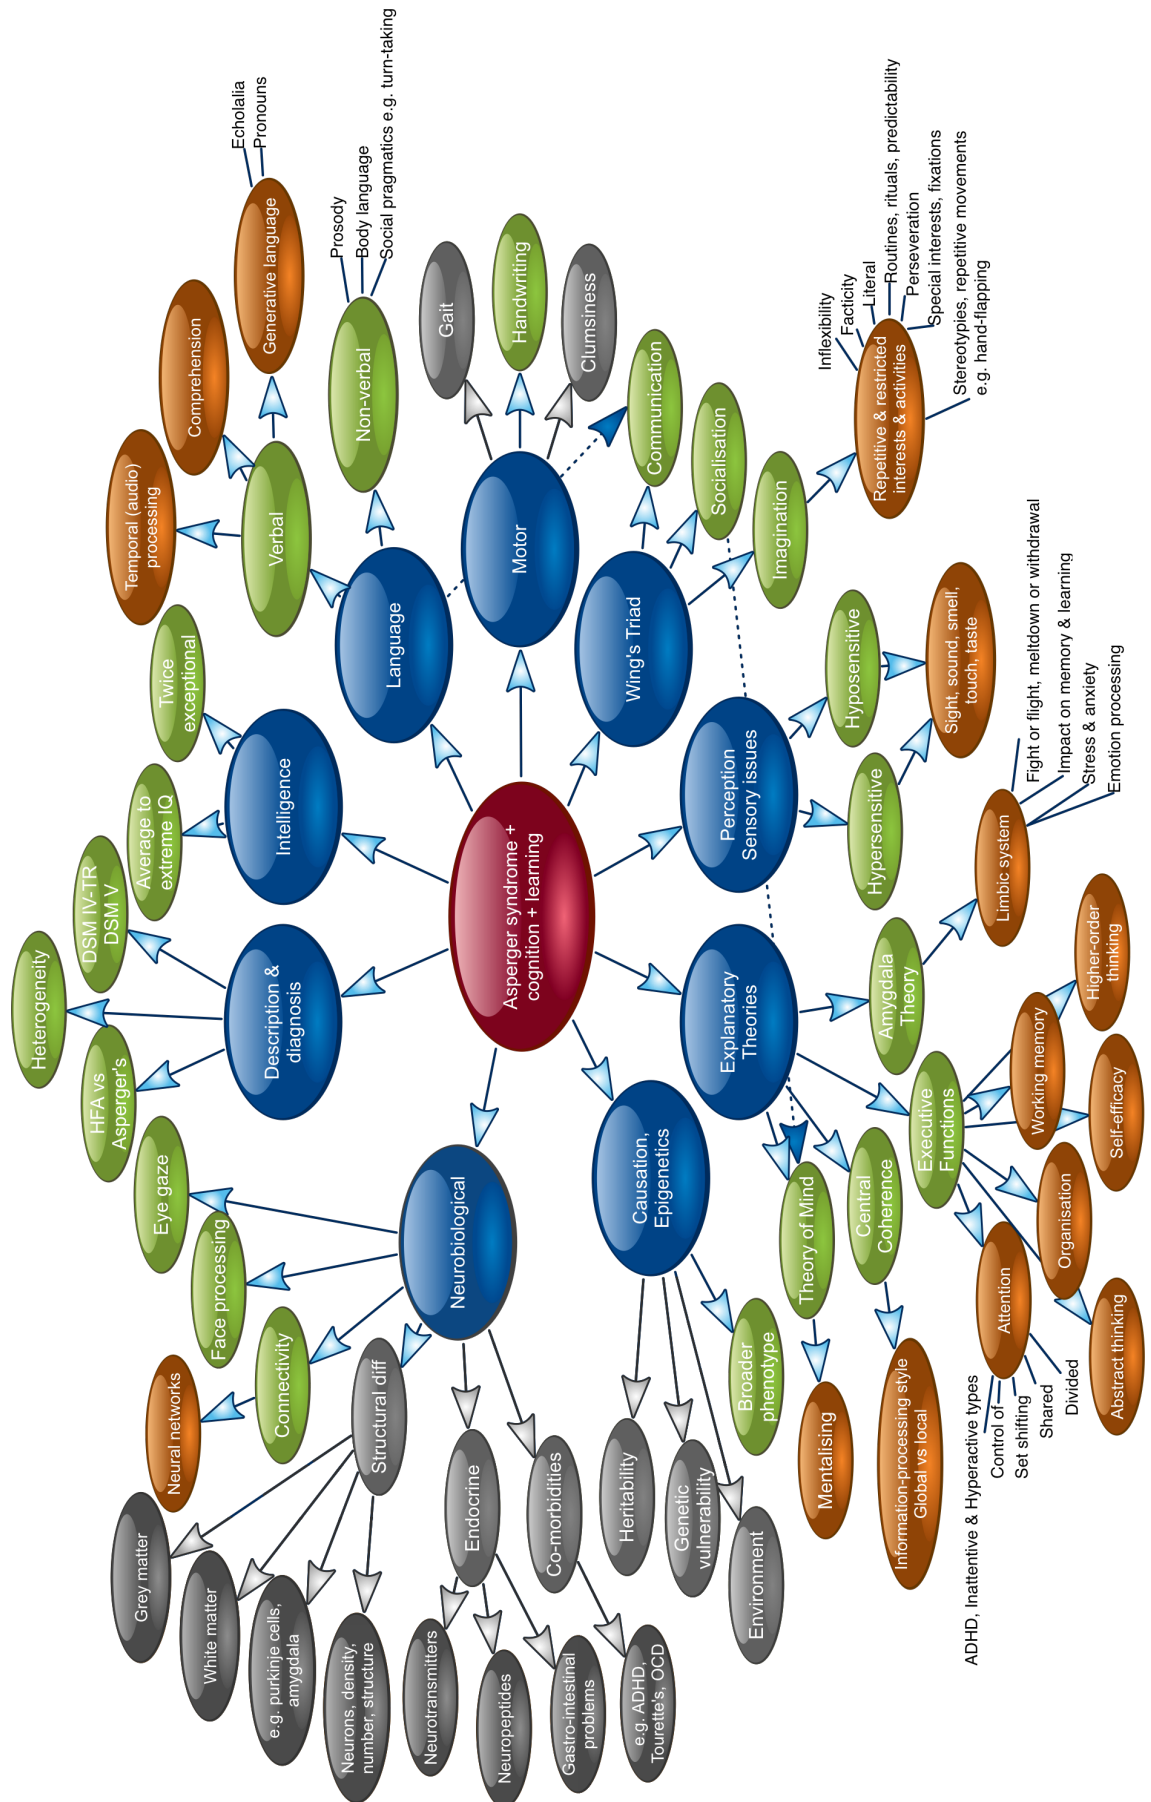 Asperger syndrome +
cognition + learning
Description &
diagnosis
HFA vs
Asperger's
Heterogeneity
DSM IV-TR
DSM V
Intelligence
Average to
extreme IQ
Twice
exceptional
Language
Verbal
Temporal (audio)
processing
Comprehension
Generative language
Echolalia
Pronouns
Non-verbal
Prosody
Body language
Social pragmatics e.g. turn-taking
Motor
Gait
Handwriting
Clumsiness
Wing's Triad
Communication
Socialisation
Imagination
Repetitive & restricted
interests & activities
Inflexibility
Facticity
Literal
Routines, rituals, predictability
Perseveration
Special interests, fixations
Stereotypies, repetitive movements
e.g. hand-flapping
Perception
Sensory issues
Hyposensitive
Hypersensitive
Sight, sound, smell,
touch, taste
Explanatory
Theories
Amygdala
Theory
Limbic system
Fight or flight, meltdown or withdrawal
Impact on memory & learning
Stress & anxiety
Emotion processing
Executive
Functions
Higher-order
thinking
Working memory
Self-efficacy
Organisation
Abstract thinking
Attention
ADHD, Inattentive & Hyperactive types
Control of
Set shifting
Shared
Divided
Central
Coherence
Information-processing style
Global vs local
Theory of Mind
Mentalising
Causation,
Epigenetics
Broader
phenotype
Heritability
Genetic
vulnerability
Environment
Neurobiological
Eye gaze
Face processing
Connectivity
Neural networks
Structural diff
Grey matter
White matter
e.g. purkinje cells,
amygdala
Neurons, density,
number, structure
Endocrine
Neurotransmitters
Neuropeptides
Gastro-intestinal
problems
Co-morbidities
e.g. ADHD,
Tourette's, OCD